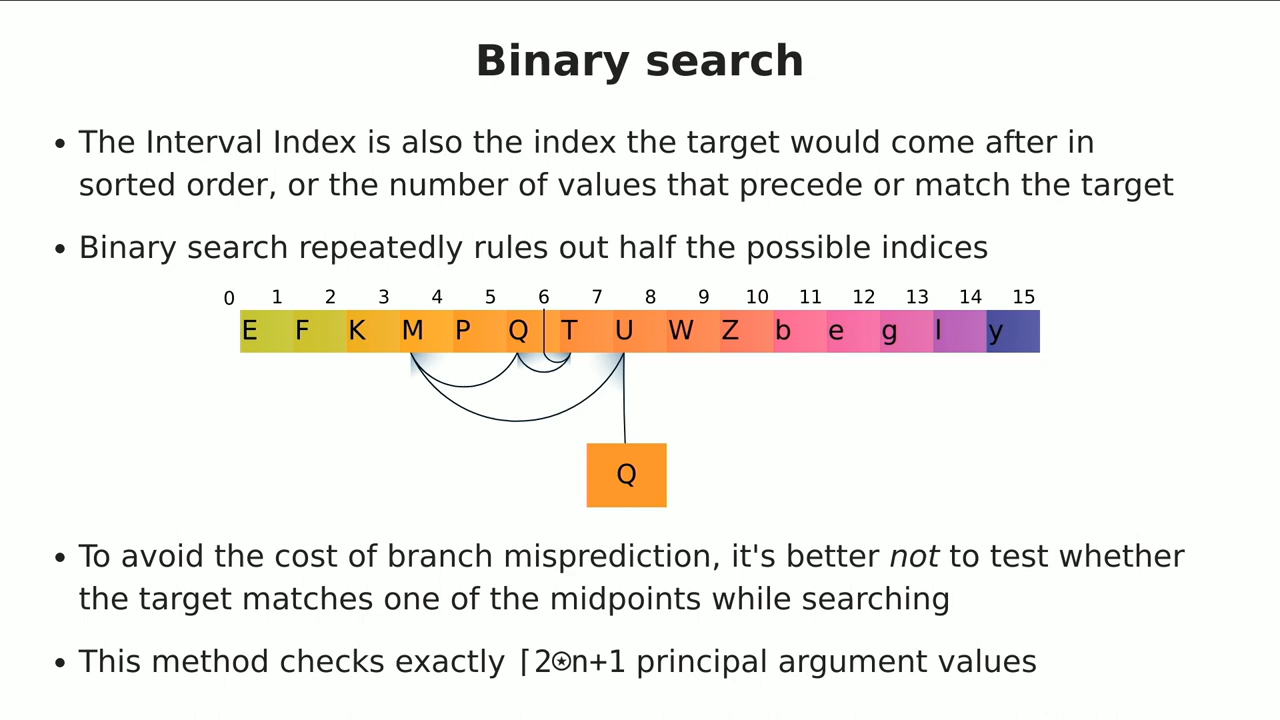 Binary search
• The Interval Index is also the index the target would come after in
sorted order, or the number of values that precede or match the target
• Binary search repeatedly rules out half the possible indices
0 1 2 3 4 5 6 7 8 9 10 11 12 13 14 15
E F K M P Q T U W Z b e g l y
Q
• To avoid the cost of branch misprediction, it's better not to test whether
the target matches one of the midpoints while searching
• This method checks exactly ⌈2⍟n+1 principal argument values